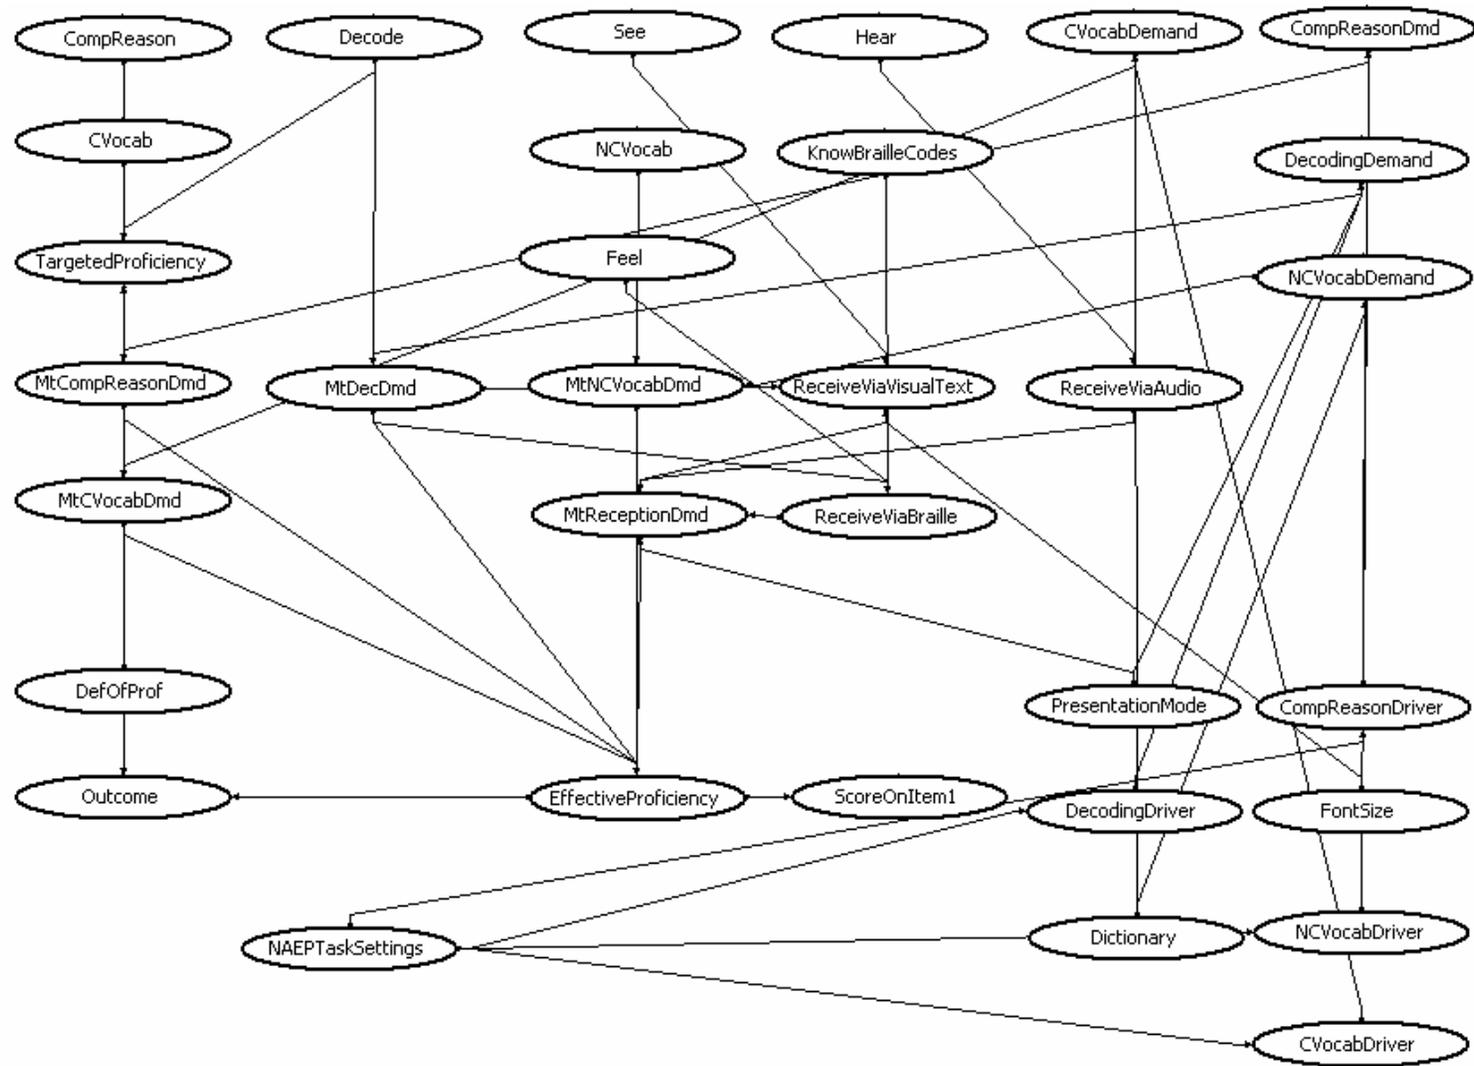 CompReason
Decode
See
Hear
CVocabDemand
CompReasonDmd
CVocab
NCVocab
KnowBrailleCodes
DecodingDemand
TargetedProficiency
Feel
NCVocabDemand
MtCompReasonDmd
MtDecDmd
MtNCVocabDmd
ReceiveViaVisualText
ReceiveViaAudio
MtCVocabDmd
MtReceptionDmd
ReceiveViaBraille
DefOfProf
PresentationMode
CompReasonDriver
Outcome
EffectiveProficiency
ScoreOnItem1
DecodingDriver
FontSize
NAEPTaskSettings
Dictionary
NCVocabDriver
CVocabDriver